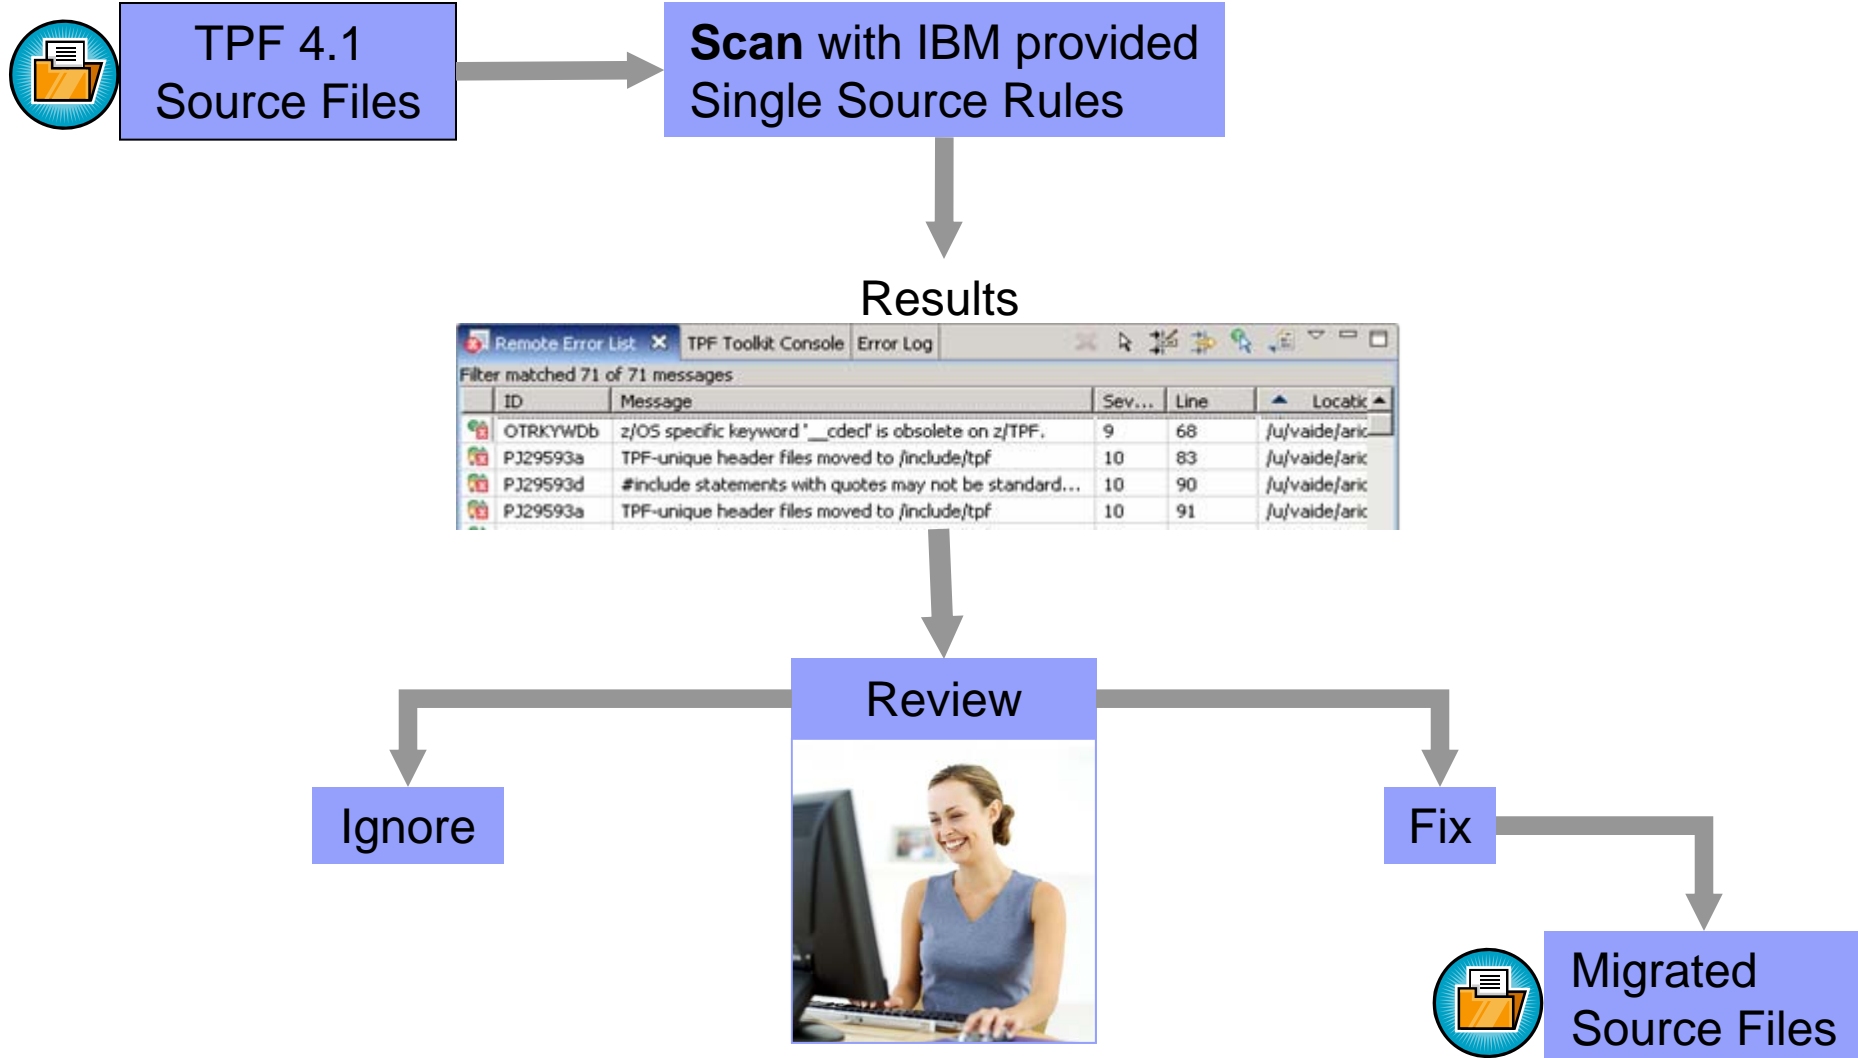 TPF 4.1
Source Files
Scan with IBM provided
Single Source Rules
Results
Remote Error List TPF Toolkit Console Error Log
Filter matched 71 of 71 messages
ID Message Sev... Line Locatic
OTRKYWDb z/OS specific keyword '__cdecl' is obsolete on z/TPF. 9 68 /u/vaide/aric
PJ29593a TPF-unique header files moved to /include/tpf 10 83 /u/vaide/aric
PJ29593d #include statements with quotes may not be standard... 10 90 /u/vaide/aric
PJ29593a TPF-unique header files moved to /include/tpf 10 91 /u/vaide/aric
Review
Ignore
Fix
Migrated
Source Files